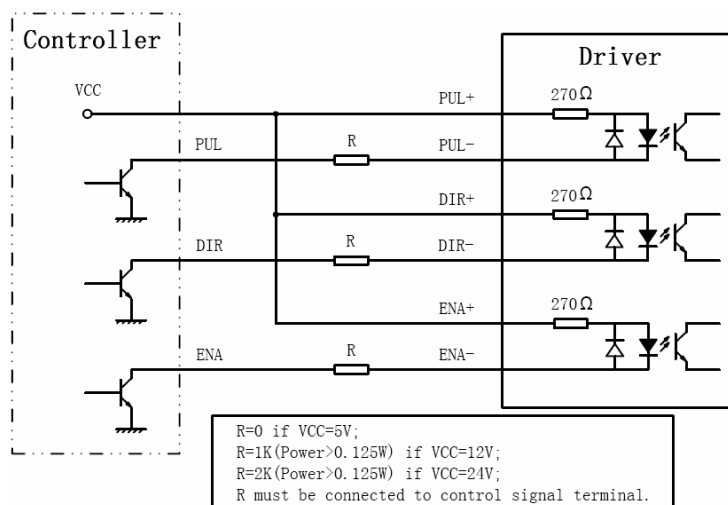 Controller
Driver
VCC
PUL+
270Ω
PUL
R
PUL-
DIR+
270Ω
DIR
R
DIR-
ENA+
270Ω
ENA
R
ENA-
R=0 if VCC=5V;
R=1K(Power>0.125W) if VCC=12V;
R=2K(Power>0.125W) if VCC=24V;
R must be connected to control signal terminal.